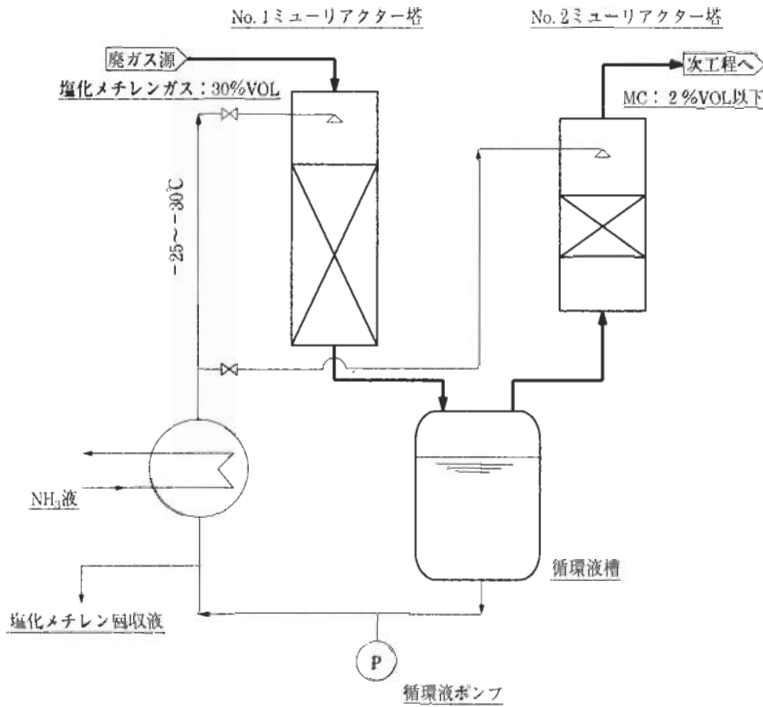 No.1ミューリアクター塔
No.2ミューリアクター塔
廃ガス源
次工程へ
塩化メチレンガス：30%VOL
MC：2%VOL以下
-25～-30℃
NH₃液
循環液槽
塩化メチレン回収液
P
循環液ポンプ